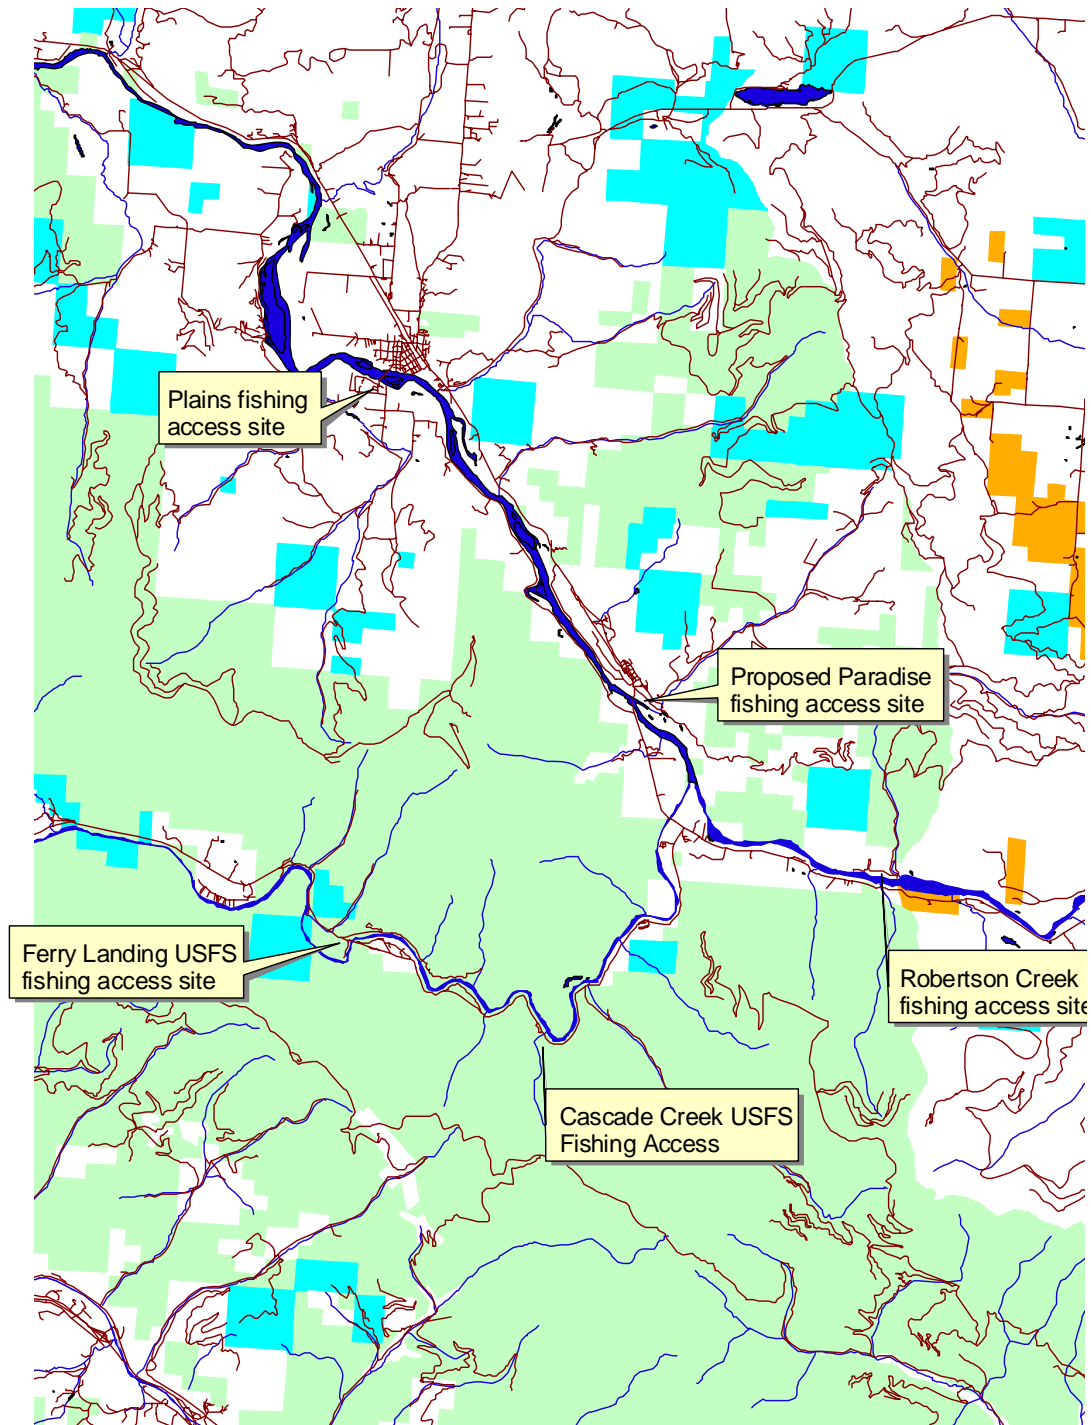 Plains fishing
access site
Proposed Paradise
fishing access site
Ferry Landing USFS
fishing access site
Robertson Creek
fishing access site
Cascade Creek USFS
Fishing Access